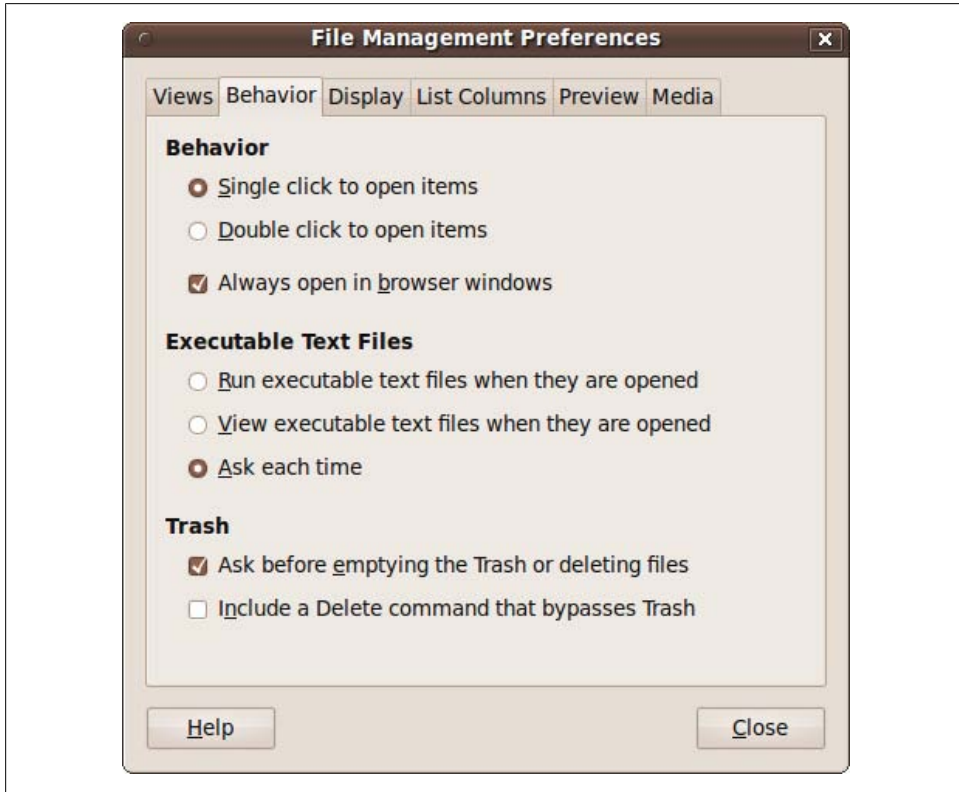 File Management Preferences
Views Behavior Display List Columns Preview Media
Behavior
Single click to open items
Double click to open items
Always open in browser windows
Executable Text Files
Run executable text files when they are opened
View executable text files when they are opened
Ask each time
Trash
Ask before emptying the Trash or deleting files
Include a Delete command that bypasses Trash
Help Close